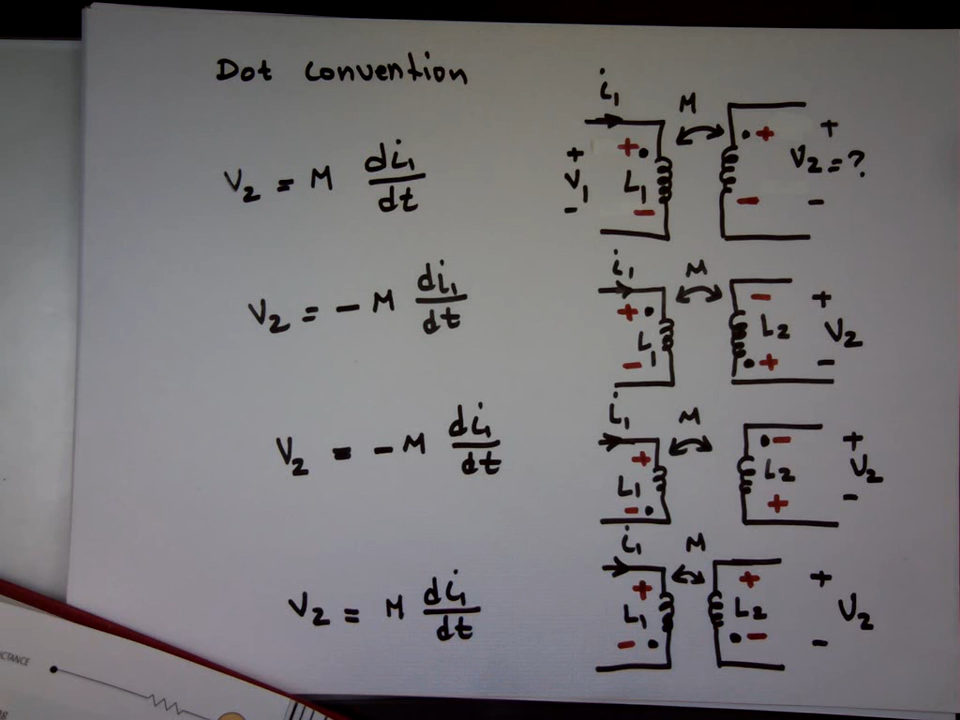 Dot Convention
i₁ M
V₂ = M di₁/dt
+ V₁ - + - L₁ + - + V₂ = ? -
i₁ M
V₂ = - M di₁/dt
+ - L₁ - + L₂ + V₂ -
i₁ M
V₂ = - M di₁/dt
+ - L₁ - + L₂ + V₂ -
i₁ M
V₂ = M di₁/dt
+ - L₁ + - L₂ + V₂ -
CTANCE